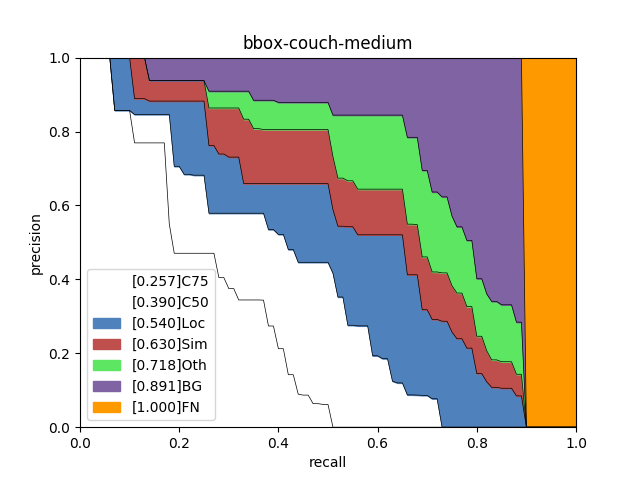 bbox-couch-medium
precision
1.0
0.8
0.6
0.4
0.2
0.0
[0.257]C75
[0.390]C50
[0.540]Loc
[0.630]Sim
[0.718]Oth
[0.891]BG
[1.000]FN
0.0 0.2 0.4 0.6 0.8 1.0
recall